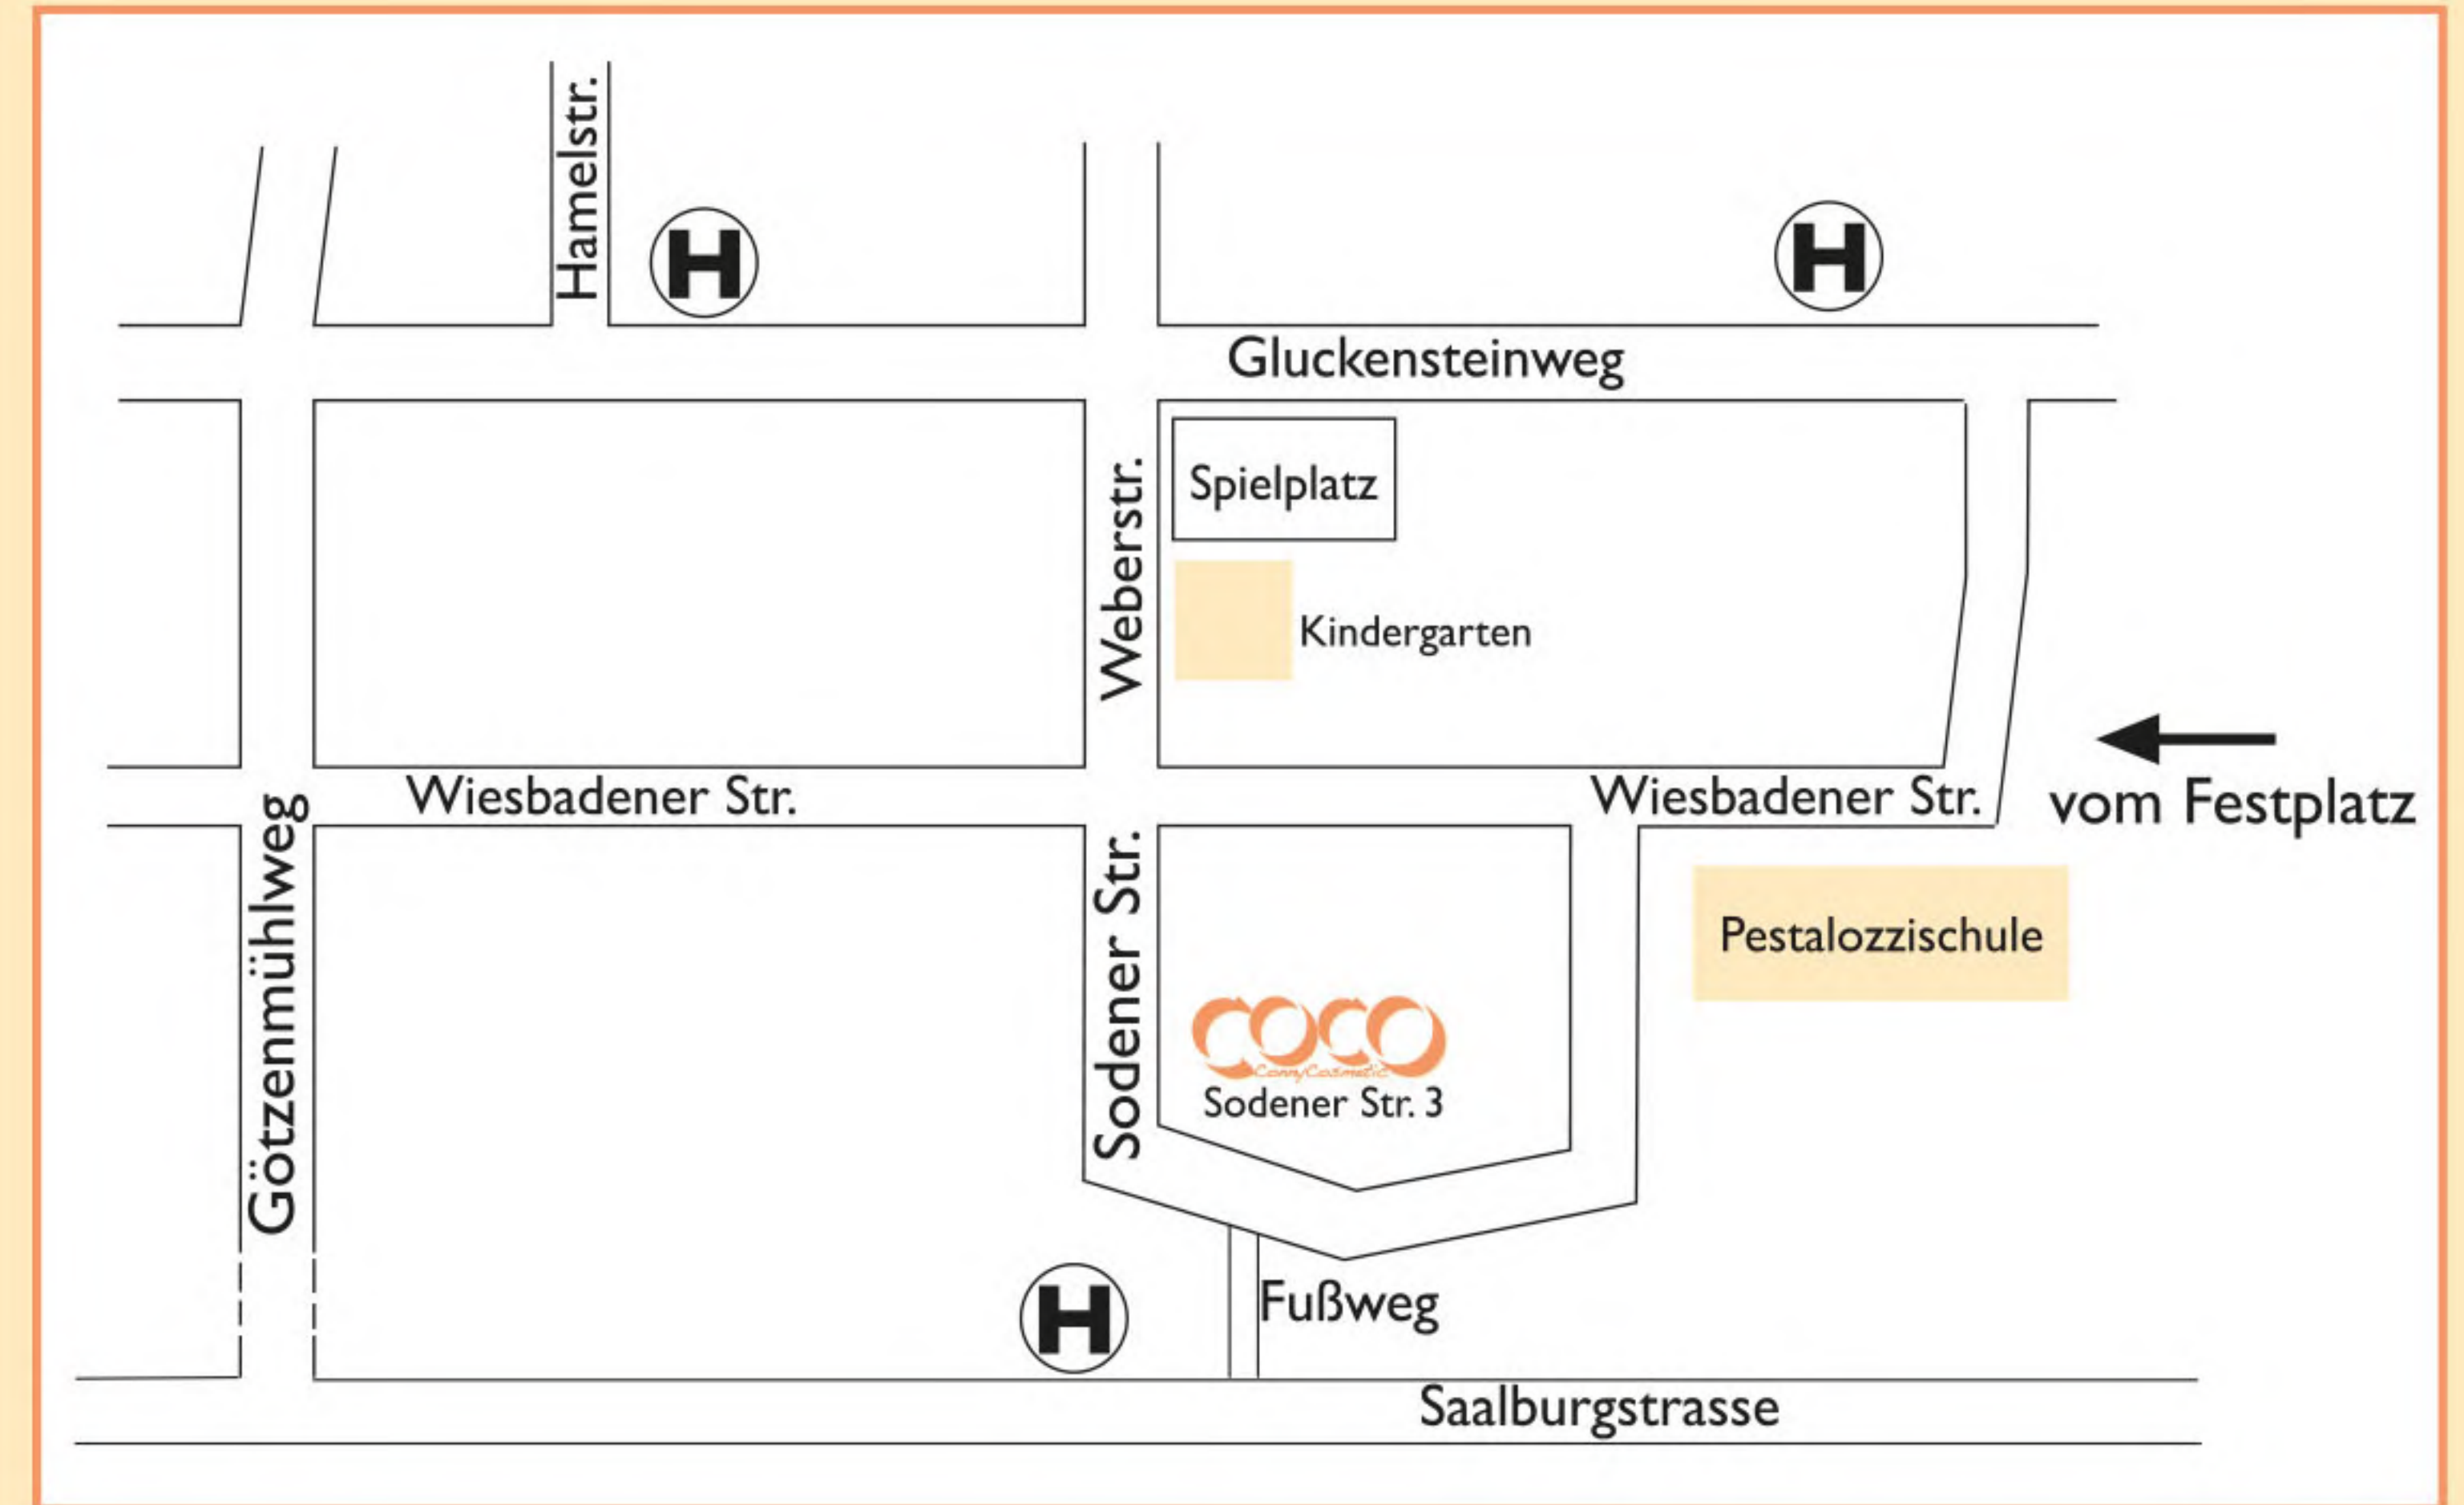 Hamelstr.
H
H
Gluckensteinweg
Spielplatz
Weberstr.
Kindergarten
Wiesbadener Str.
Wiesbadener Str.
vom Festplatz
Götzenmühlweg
Sodener Str.
Pestalozzischule
COCO
ConnyCosmetic
Sodener Str. 3
H
Fußweg
Saalburgstrasse